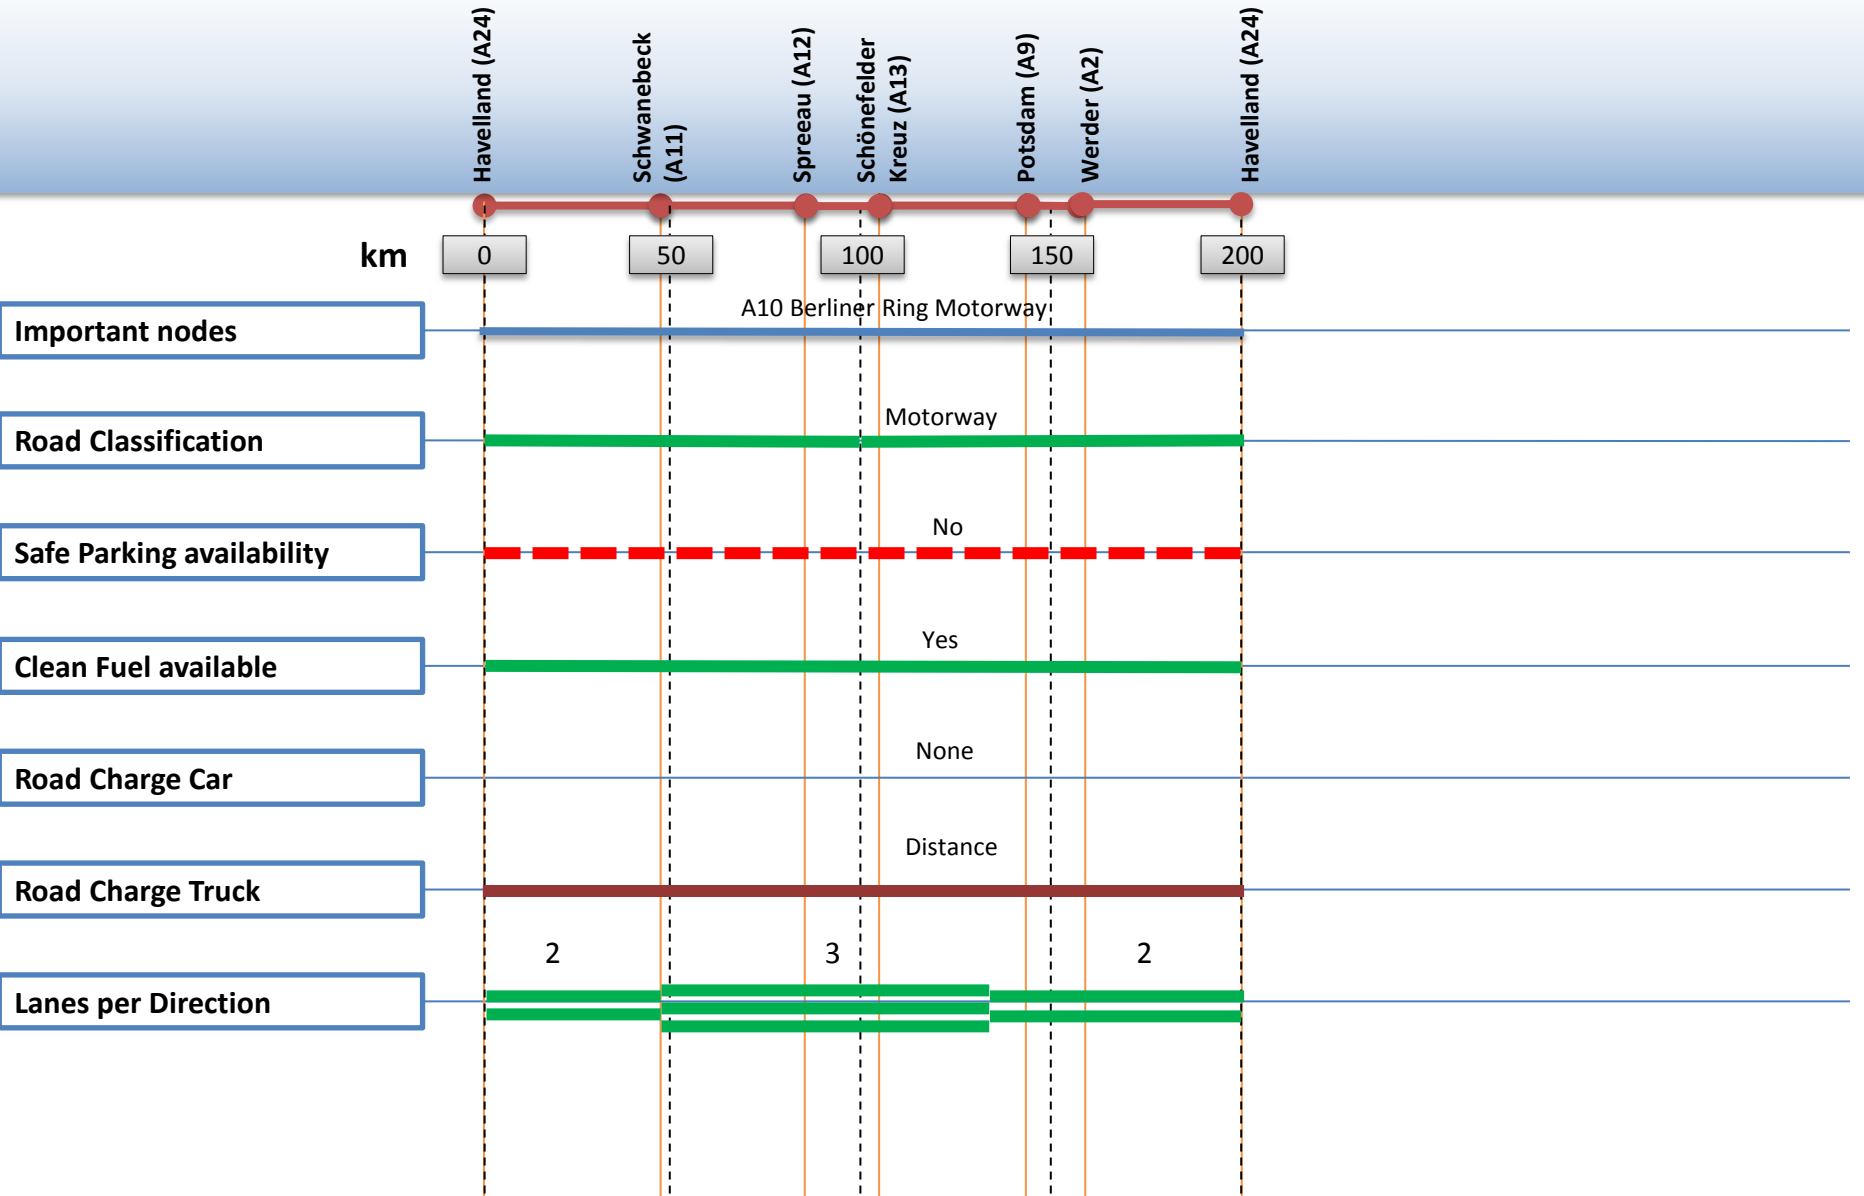 Havelland (A24)
Schwanebeck
(A11)
Spreeau (A12)
Schönefelder
Kreuz (A13)
Potsdam (A9)
Werder (A2)
Havelland (A24)
km
0
50
100
150
200
A10 Berliner Ring Motorway
Important nodes
Motorway
Road Classification
No
Safe Parking availability
Yes
Clean Fuel available
None
Road Charge Car
Distance
Road Charge Truck
2
3
2
Lanes per Direction